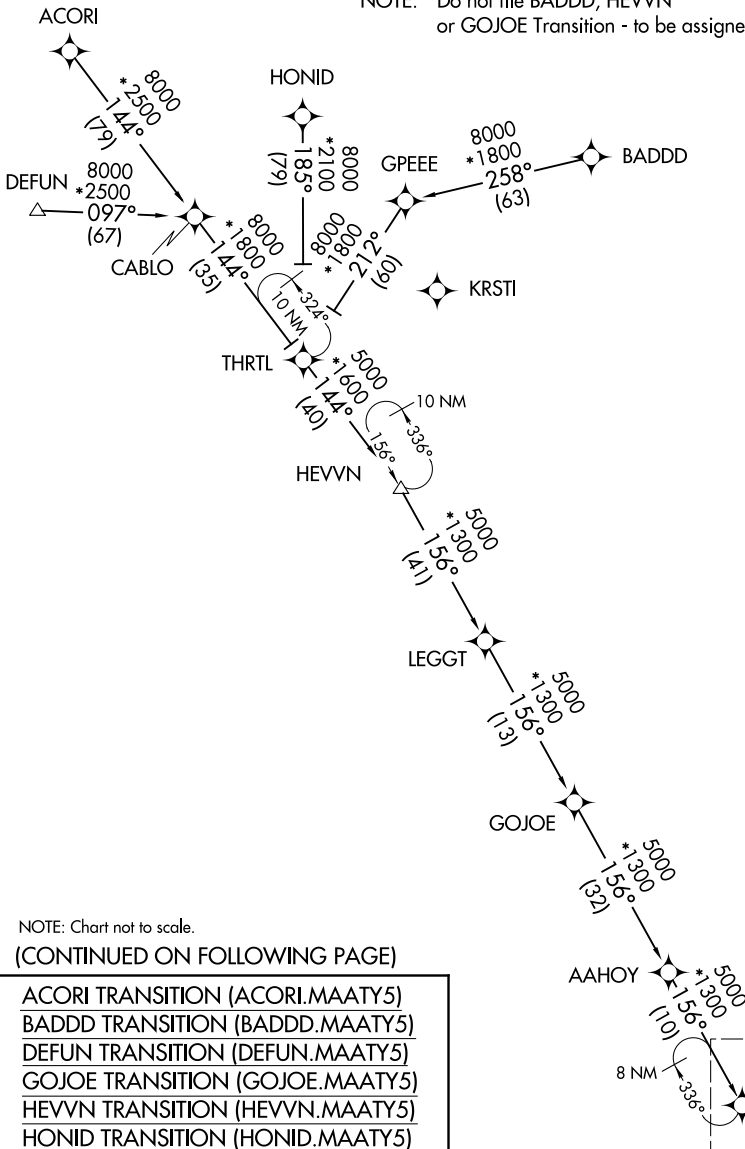 NOTE: Do not file BADDD, HEVVN
or GOJOE Transition - to be assigne
ACORI
8000
*2500
144°
(79)
HONID
8000
*2100
185°
(79)
GPEEE
8000
*1800
258°
(63)
BADDD
DEFUN
8000
*2500
097°
(67)
CABLO
8000
*1800
144°
(35)
8000
*1800
212°
(60)
KRSTI
10 NM
324°
THRTL
5000
*1600
144°
(40)
10 NM
336°
156°
HEVVN
5000
*1300
156°
(41)
LEGGT
5000
*1300
156°
(13)
GOJOE
5000
*1300
156°
(32)
AAHOY
5000
*1300
156°
(10)
8 NM
336°
NOTE: Chart not to scale.
(CONTINUED ON FOLLOWING PAGE)
ACORI TRANSITION (ACORI.MAATY5)
BADDD TRANSITION (BADDD.MAATY5)
DEFUN TRANSITION (DEFUN.MAATY5)
GOJOE TRANSITION (GOJOE.MAATY5)
HEVVN TRANSITION (HEVVN.MAATY5)
HONID TRANSITION (HONID.MAATY5)